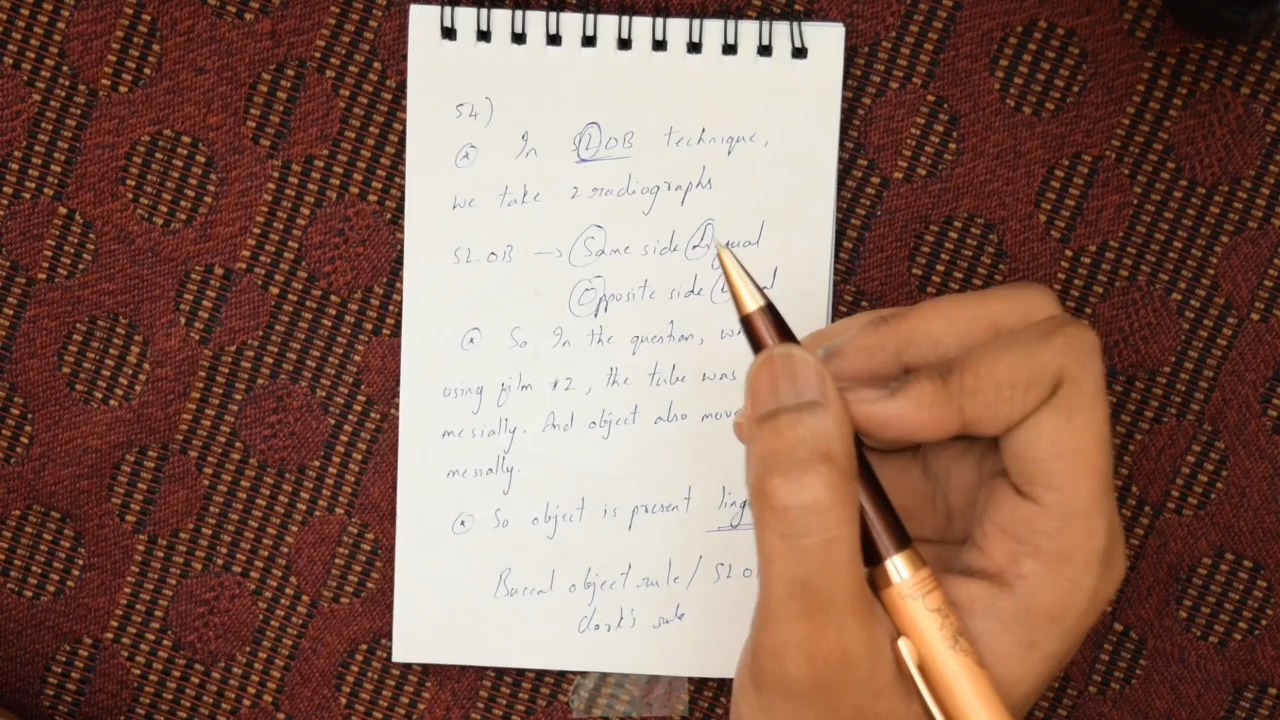 54)
In SLOB technique,
we take 2 radiographs.
SLOB → Same side
Opposite side
So In the question,
using film #2, the tube was
mesially. And object also
mesially.
So object is present
Buccal object rule /
Clark's rule